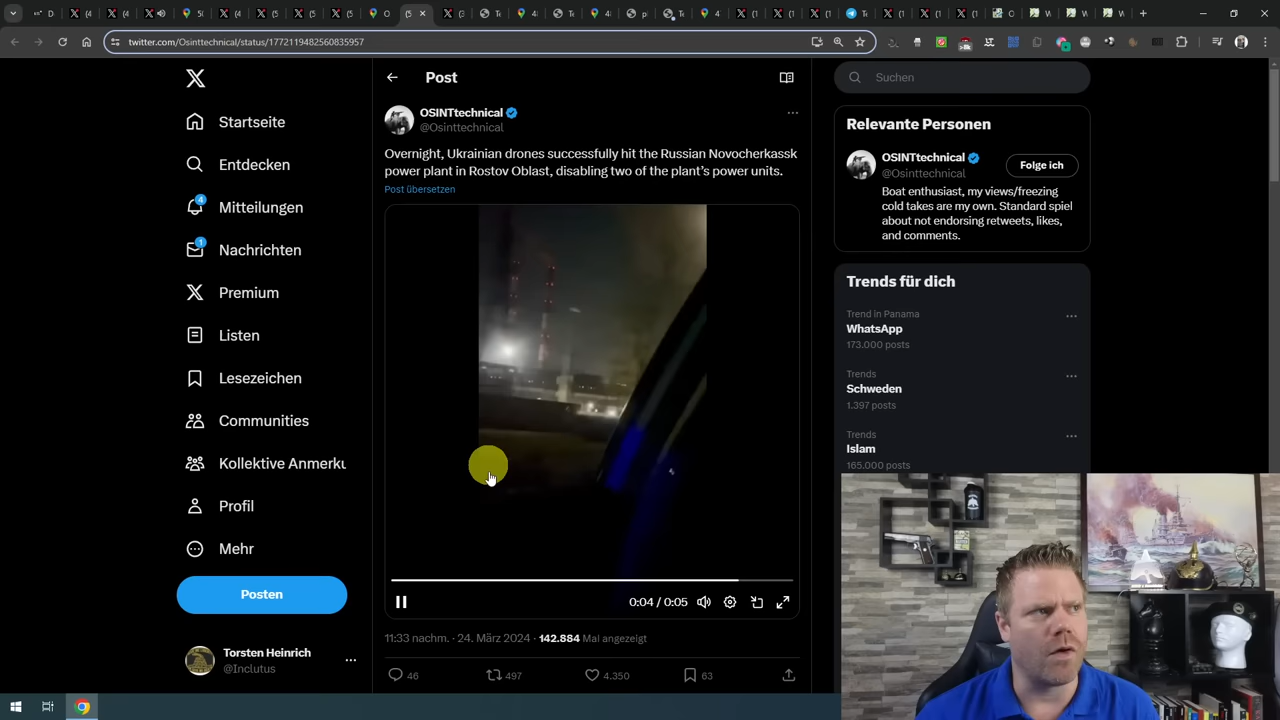 twitter.com/Osinttechnical/status/1772119482560835957
Startseite
Entdecken
4
Mitteilungen
1
Nachrichten
Premium
Listen
Lesezeichen
Communities
Kollektive Anmerku
Profil
Mehr
Posten
Torsten Heinrich
@Inclutus
Post
OSINTtechnical
@Osinttechnical
Overnight, Ukrainian drones successfully hit the Russian Novocherkassk
power plant in Rostov Oblast, disabling two of the plant’s power units.
Post übersetzen
0:04 / 0:05
11:33 nachm. · 24. März 2024 · 142.884 Mal angezeigt
46 497 4.350 63
Suchen
Relevante Personen
OSINTtechnical
@Osinttechnical
Folge ich
Boat enthusiast, my views/freezing
cold takes are my own. Standard spiel
about not endorsing retweets, likes,
and comments.
Trends für dich
Trend in Panama
WhatsApp
173.000 posts
Trends
Schweden
1.397 posts
Trends
Islam
165.000 posts